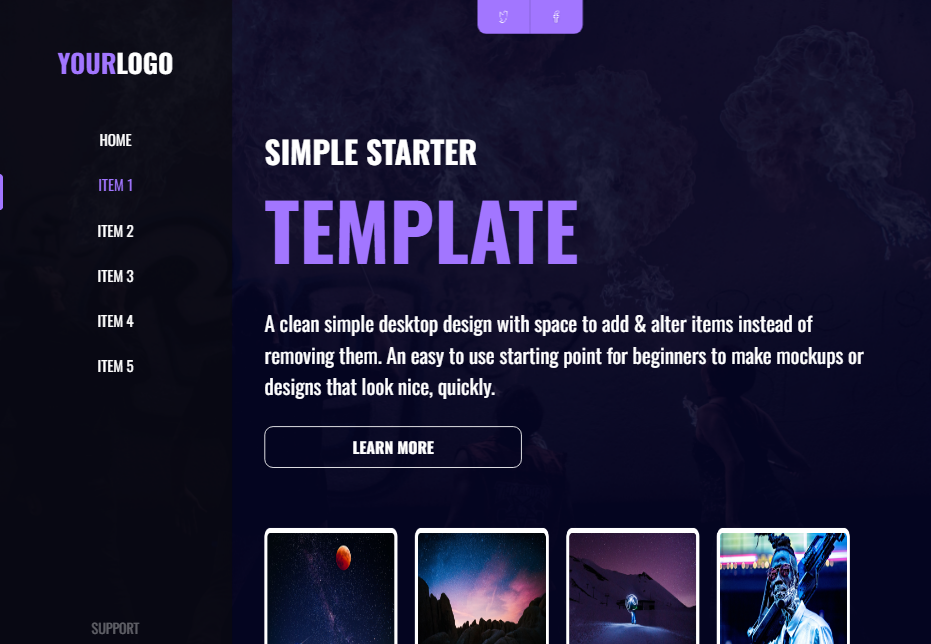 YOURLOGO
HOME
ITEM 1
ITEM 2
ITEM 3
ITEM 4
ITEM 5
SUPPORT
SIMPLE STARTER
TEMPLATE
A clean simple desktop design with space to add & alter items instead of
removing them. An easy to use starting point for beginners to make mockups or
designs that look nice, quickly.
LEARN MORE